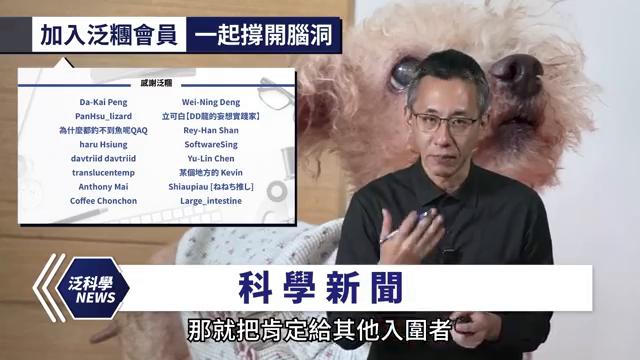 加入泛糰會員
一起撐開腦洞
感謝泛糰
Da-Kai Peng
Wei-Ning Deng
PanHsu_lizard
立可白【DD龍的妄想實踐家】
為什麼都釣不到魚呢QAQ
Rey-Han Shan
haru Hsiung
SoftwareSing
davtriid davtriid
Yu-Lin Chen
translucentemp
某個地方的 Kevin
Anthony Mai
Shiaupiau [ねねち推し]
Coffee Chonchon
Large_intestine
泛科學
NEWS
科學新聞
那就把肯定給其他入圍者